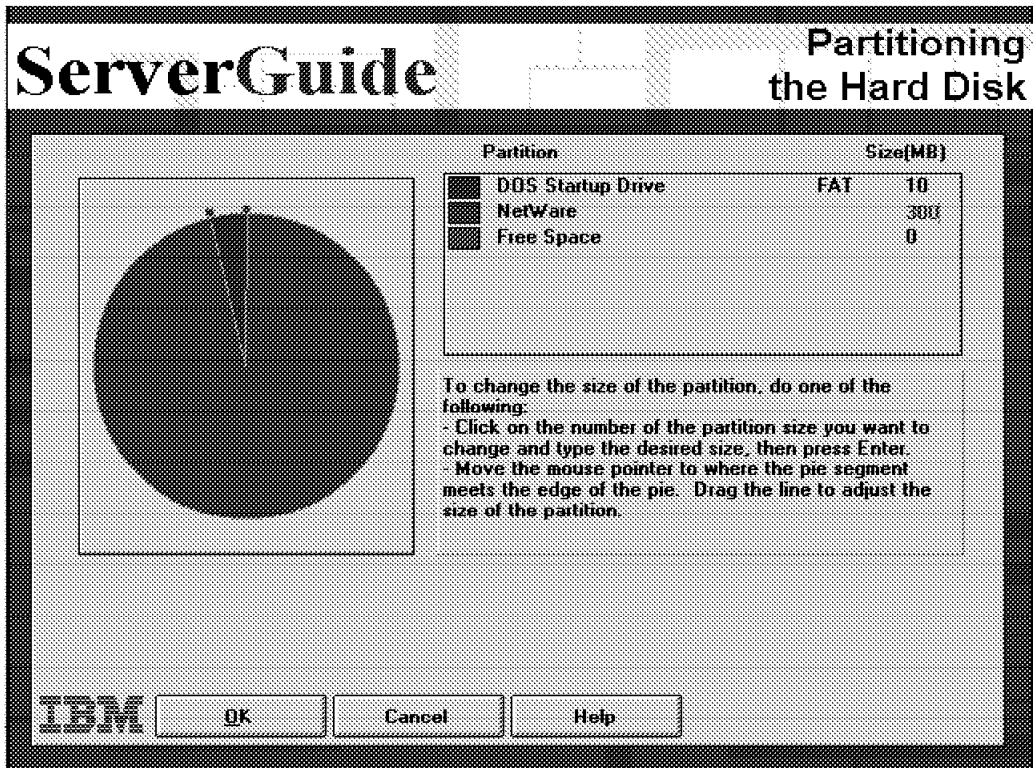 ServerGuide
Partitioning
the Hard Disk
Partition Size(MB)
DOS Startup Drive FAT 10
NetWare 300
Free Space 0
To change the size of the partition, do one of the
following:
- Click on the number of the partition size you want to
change and type the desired size, then press Enter.
- Move the mouse pointer to where the pie segment
meets the edge of the pie. Drag the line to adjust the
size of the partition.
IBM OK Cancel Help